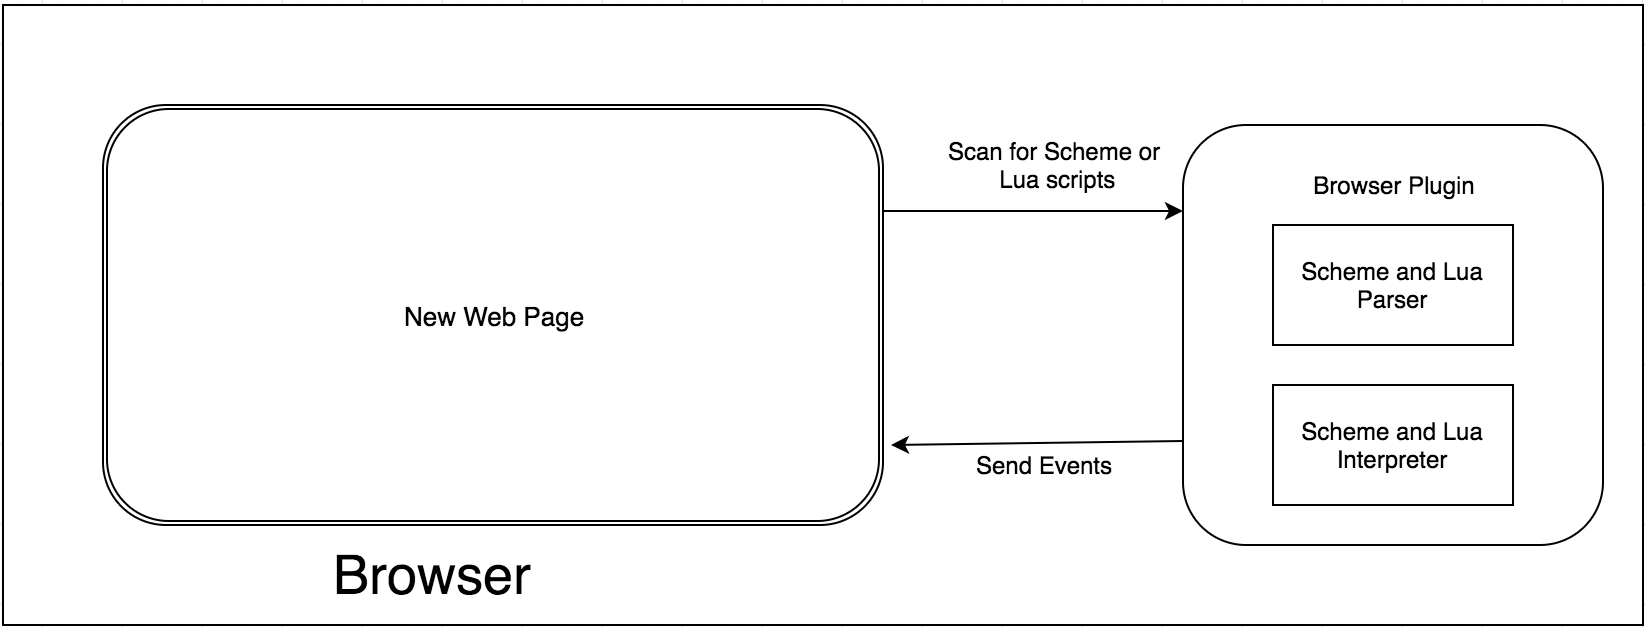 Scan for Scheme or
Lua scripts
Browser Plugin
Scheme and Lua
Parser
New Web Page
Scheme and Lua
Interpreter
Send Events
Browser